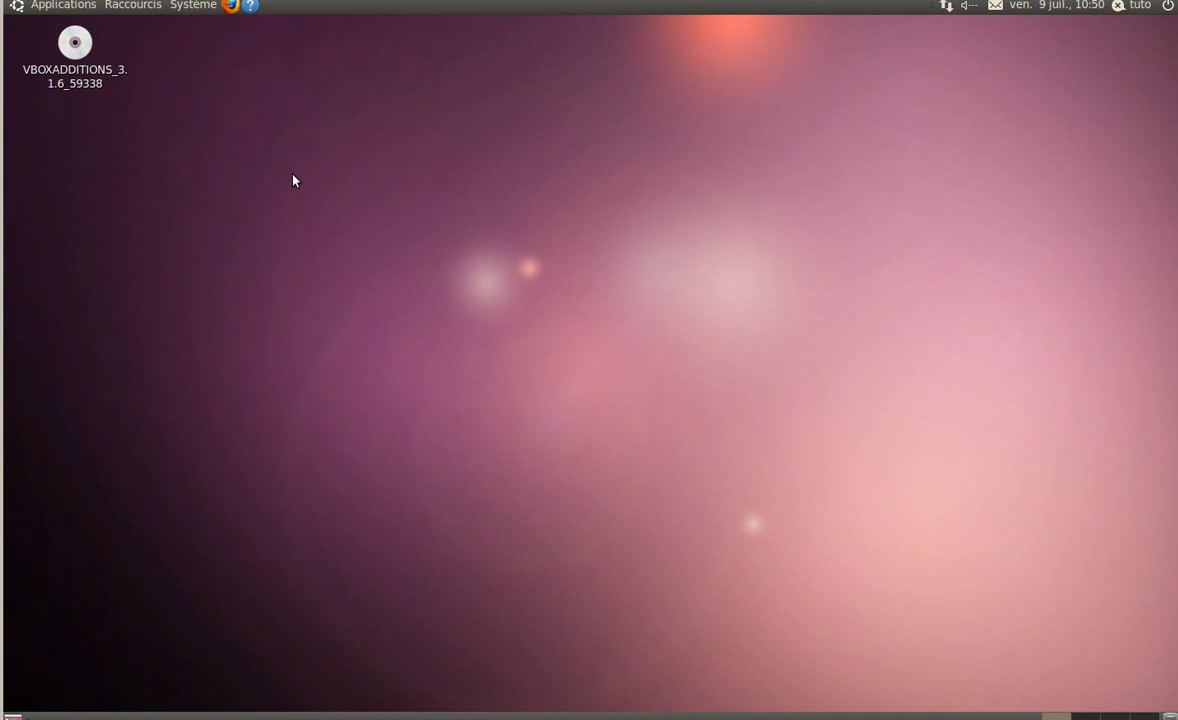 Applications Raccourcis Système ? ven. 9 juil., 10:50 tuto
VBOXADDITIONS_3.
1.6_59338